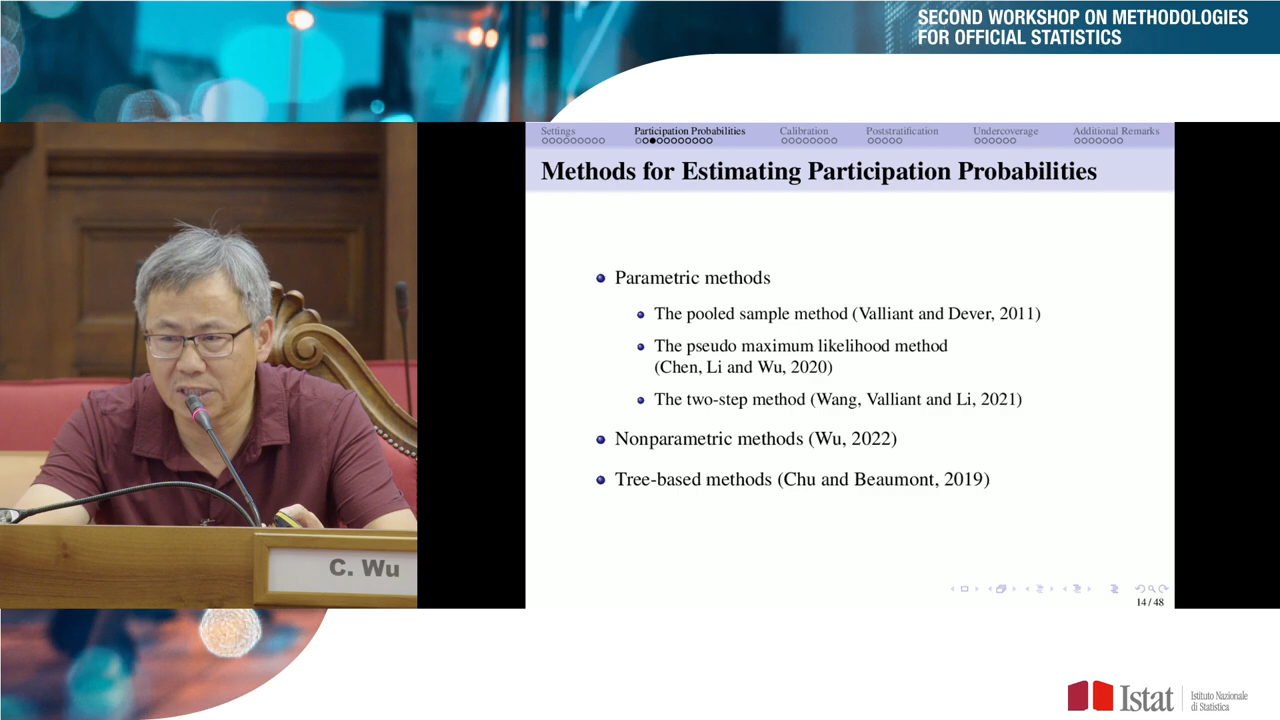 SECOND WORKSHOP ON METHODOLOGIES
FOR OFFICIAL STATISTICS
Settings
Participation Probabilities
Calibration
Poststratification
Undercoverage
Additional Remarks
Methods for Estimating Participation Probabilities
Parametric methods
The pooled sample method (Valliant and Dever, 2011)
The pseudo maximum likelihood method
(Chen, Li and Wu, 2020)
The two-step method (Wang, Valliant and Li, 2021)
Nonparametric methods (Wu, 2022)
Tree-based methods (Chu and Beaumont, 2019)
14 / 48
C. Wu
Istat
Istituto Nazionale
di Statistica